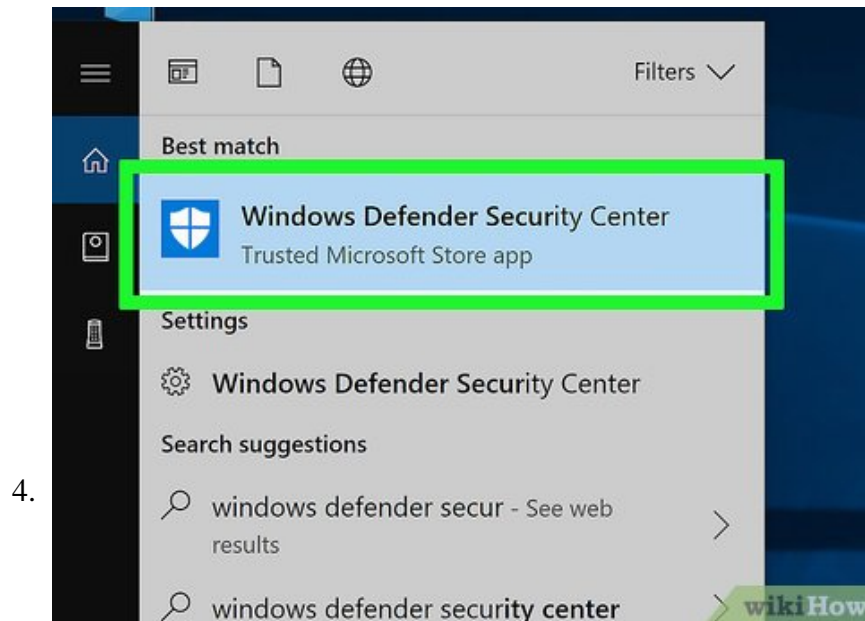 Filters
Best match
Windows Defender Security Center
Trusted Microsoft Store app
Settings
Windows Defender Security Center
Search suggestions
4.
windows defender secur - See web
results
windows defender security center
wikiHow